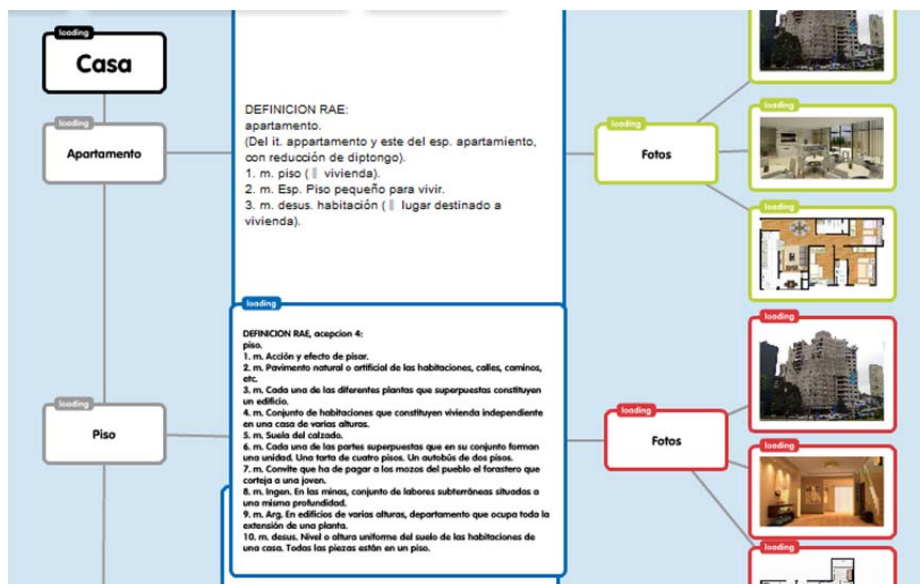 loading
Casa
loading
Apartamento
DEFINICION RAE:
apartamento.
(Del it. appartamento y este del esp. apartamiento,
con reducción de diptongo).
1. m. piso ( ‖ vivienda).
2. m. Esp. Piso pequeño para vivir.
3. m. desus. habitación ( ‖ lugar destinado a
vivienda).
loading
Fotos
loading
loading
loading
DEFINICION RAE, acepcion 4:
piso.
1. m. Acción y efecto de pisar.
2. m. Pavimento natural o artificial de las habitaciones, calles, caminos,
etc.
3. m. Cada una de las diferentes plantas que superpuestas constituyen
un edificio.
4. m. Conjunto de habitaciones que constituyen vivienda independiente
en una casa de varias alturas.
5. m. Suela del calzado.
6. m. Cada una de las partes superpuestas que en su conjunto forman
una unidad. Una tarta de cuatro pisos. Un autobús de dos pisos.
7. m. Convite que ha de pagar a los mozos del pueblo el forastero que
corteja a una joven.
8. m. Ingen. En las minas, conjunto de labores subterráneas situadas a
una misma profundidad.
9. m. Arg. En edificios de varias alturas, departamento que ocupa toda la
extensión de una planta.
10. m. desus. Nivel o altura uniforme del suelo de las habitaciones de
una casa. Todas las piezas están en un piso.
loading
Piso
loading
Fotos
loading
loading
loading